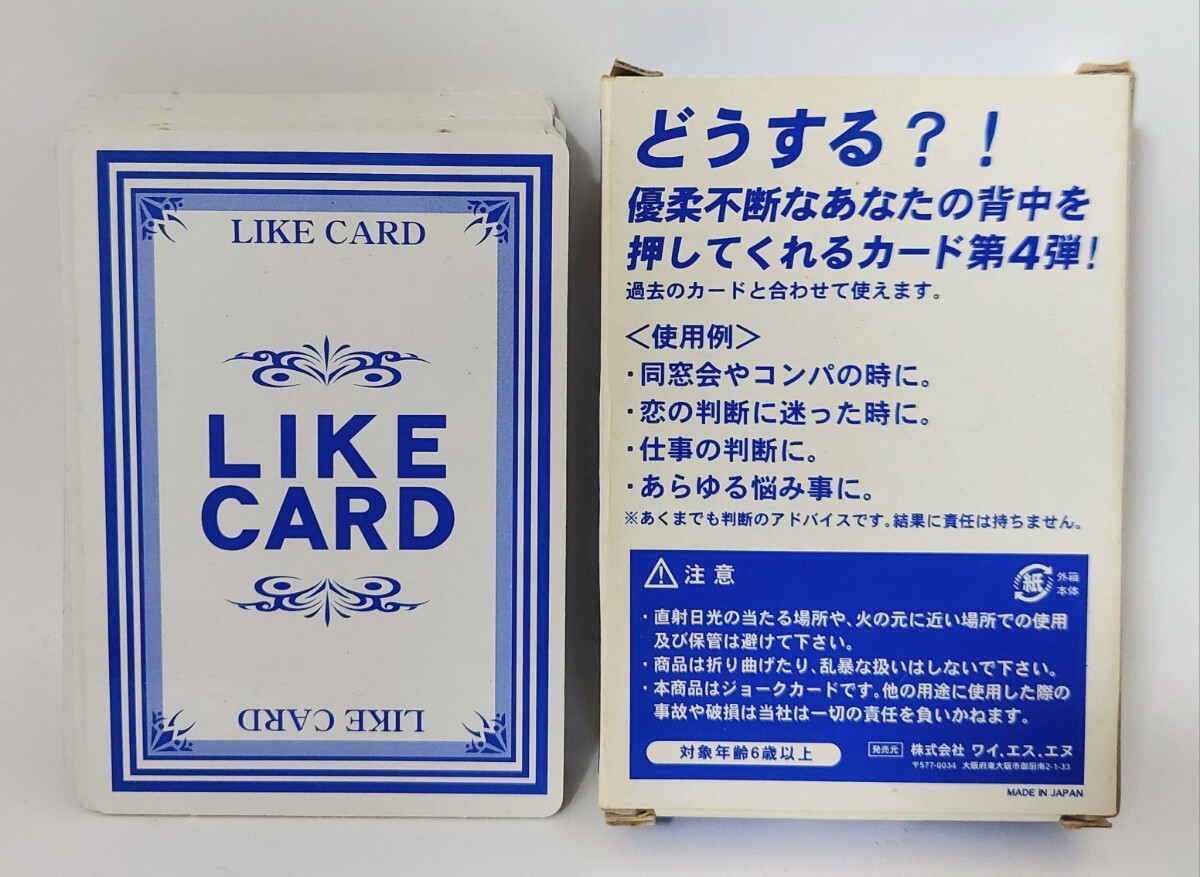 LIKE CARD
LIKE
CARD
LIKE CARD
どうする？！
優柔不断なあなたの背中を
押してくれるカード第4弾！
過去のカードと合わせて使えます。
＜使用例＞
・同窓会やコンパの時に。
・恋の判断に迷った時に。
・仕事の判断に。
・あらゆる悩み事に。
※あくまでも判断のアドバイスです。結果に責任は持ちません。
注意
紙 外箱
本体
・直射日光の当たる場所や、火の元に近い場所での使用
及び保管は避けて下さい。
・商品は折り曲げたり、乱暴な扱いはしないで下さい。
・本商品はジョークカードです。他の用途に使用した際の
事故や破損は当社は一切の責任を負いかねます。
対象年齢6歳以上
発売元 株式会社 ワイ、エス、エヌ
〒577-0034 大阪府東大阪市御厨南2-1-33
MADE IN JAPAN